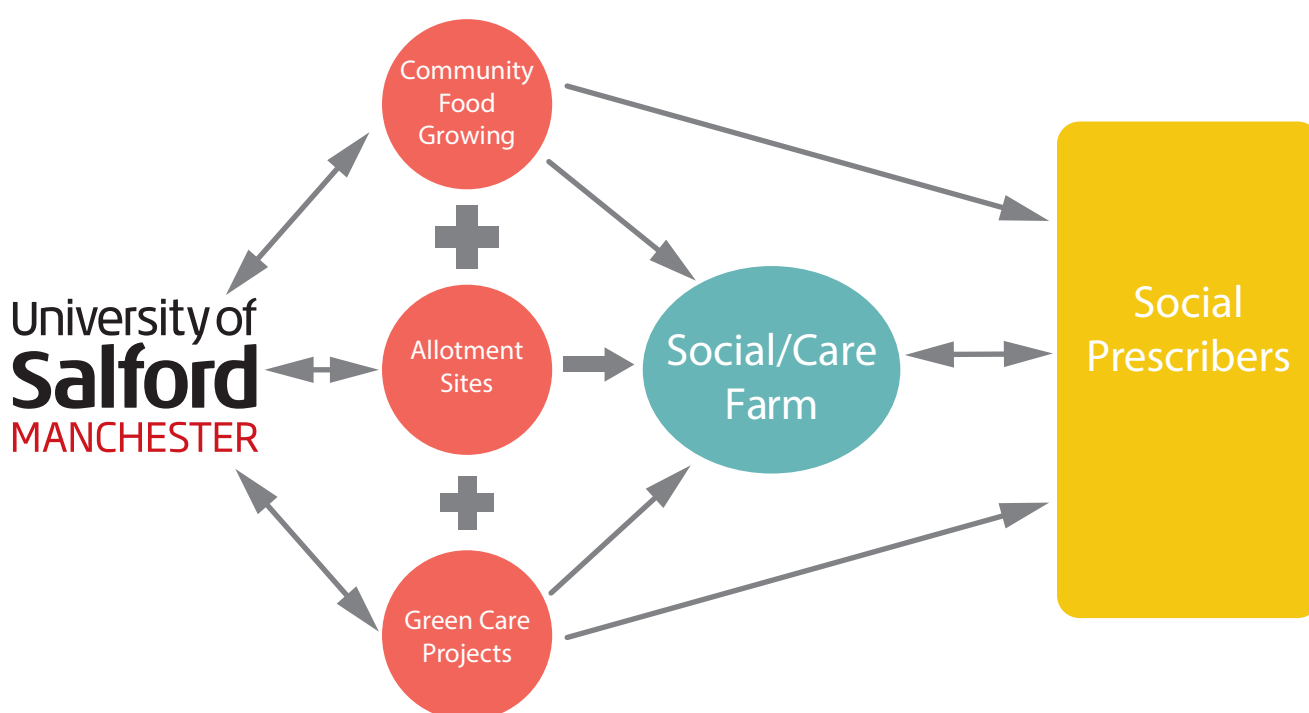 Community
Food
Growing
University of
Salford
MANCHESTER
Allotment
Sites
Social/Care
Farm
Social
Prescribers
Green Care
Projects